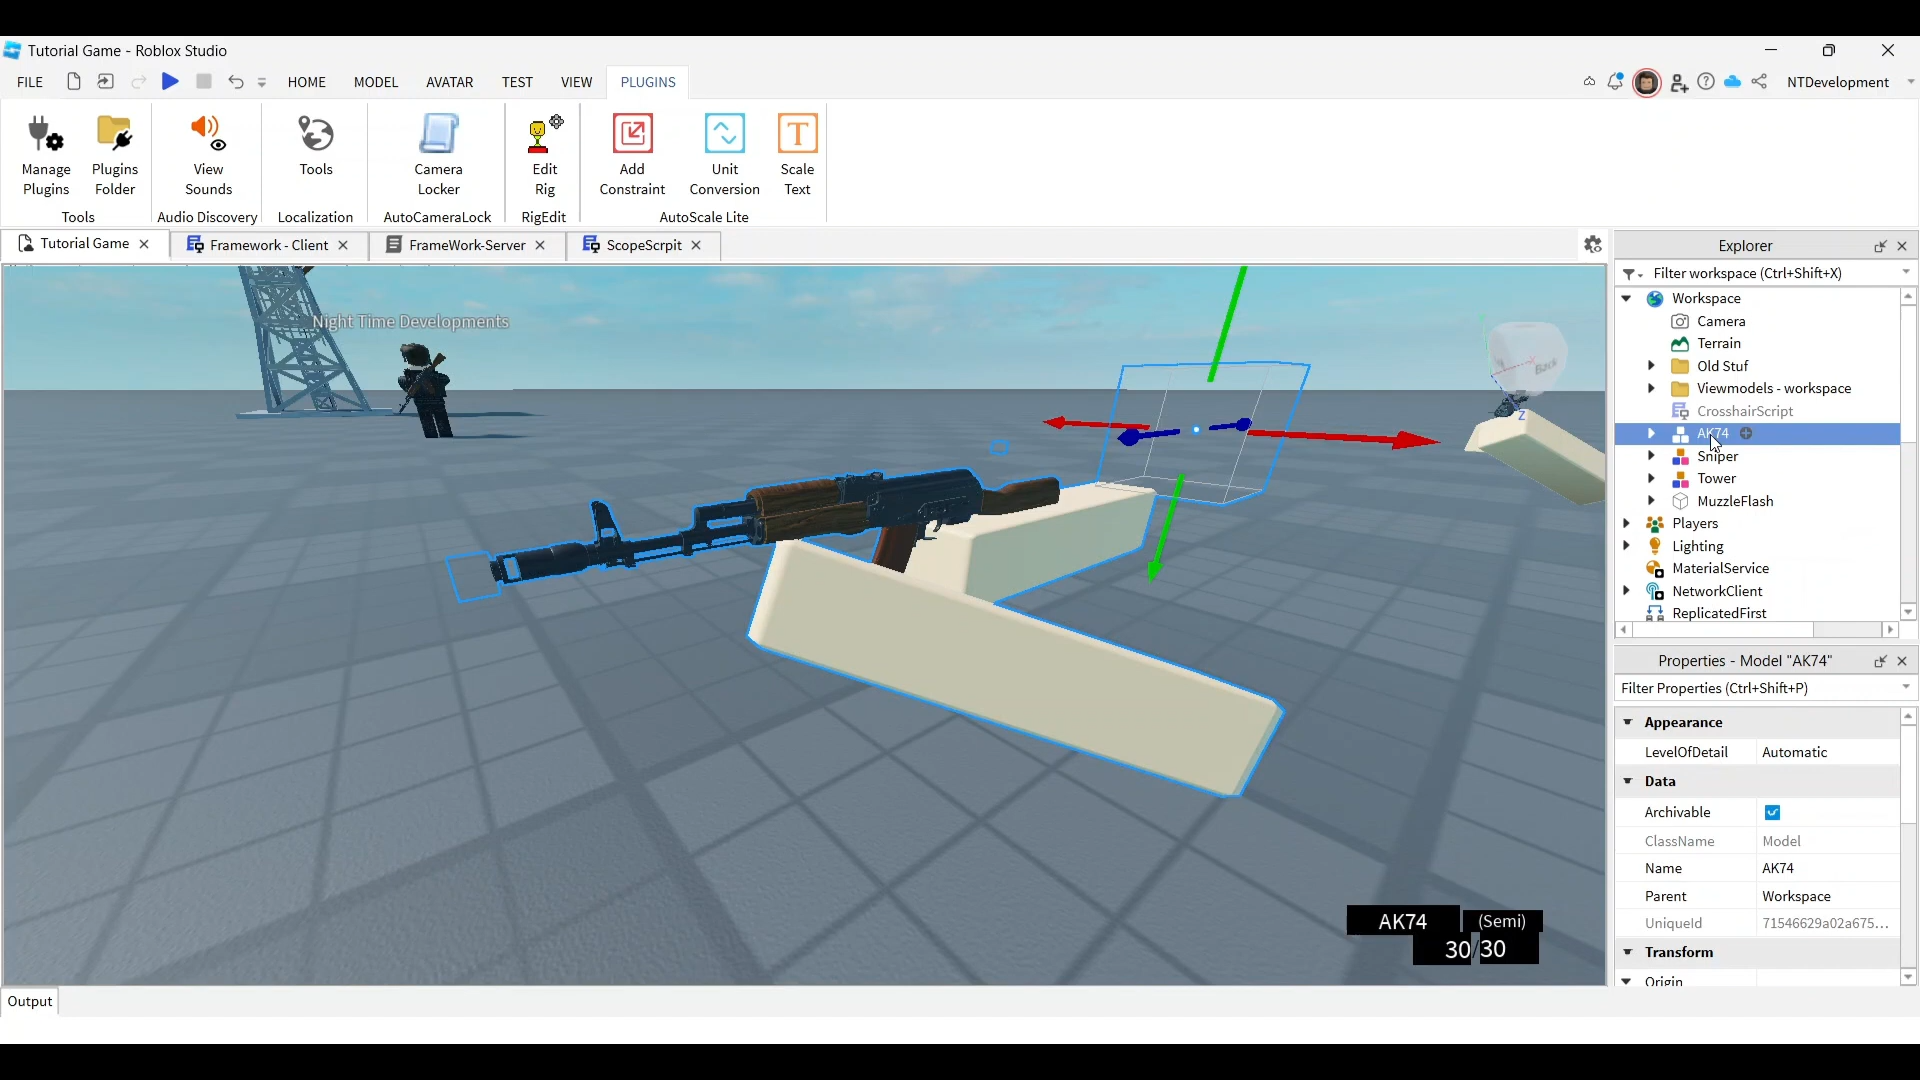 Tutorial Game - Roblox Studio
FILE HOME MODEL AVATAR TEST VIEW PLUGINS NTDevelopment
Manage Plugins
Plugins Folder
Tools
View Sounds
Audio Discovery
Tools
Localization
Camera Locker
AutoCameraLock
Edit Rig
RigEdit
Add Constraint
Unit Conversion
Scale Text
AutoScale Lite
Tutorial Game
Framework - Client
FrameWork-Server
ScopeScrpit
Night Time Developments
Back
Z
AK74 (Semi)
30/30
Explorer
Filter workspace (Ctrl+Shift+X)
Workspace
Camera
Terrain
Old Stuf
Viewmodels - workspace
CrosshairScript
AK74
Sniper
Tower
MuzzleFlash
Players
Lighting
MaterialService
NetworkClient
ReplicatedFirst
Properties - Model "AK74"
Filter Properties (Ctrl+Shift+P)
Appearance
LevelOfDetail Automatic
Data
Archivable
ClassName Model
Name AK74
Parent Workspace
UniqueId 71546629a02a675...
Transform
Origin
Output